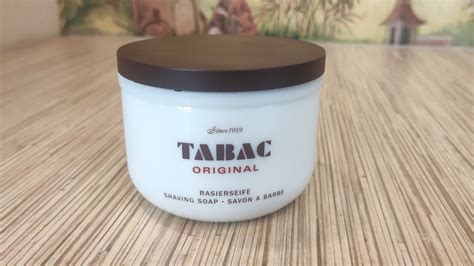 Since 1959
TABAC
ORIGINAL
RASIERSEIFE
SHAVING SOAP • SAVON A BARBE